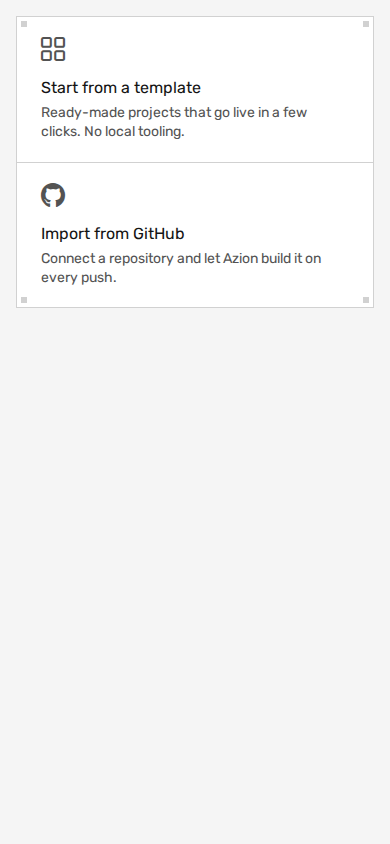 Start from a template
Ready-made projects that go live in a few
clicks. No local tooling.
Import from GitHub
Connect a repository and let Azion build it on
every push.